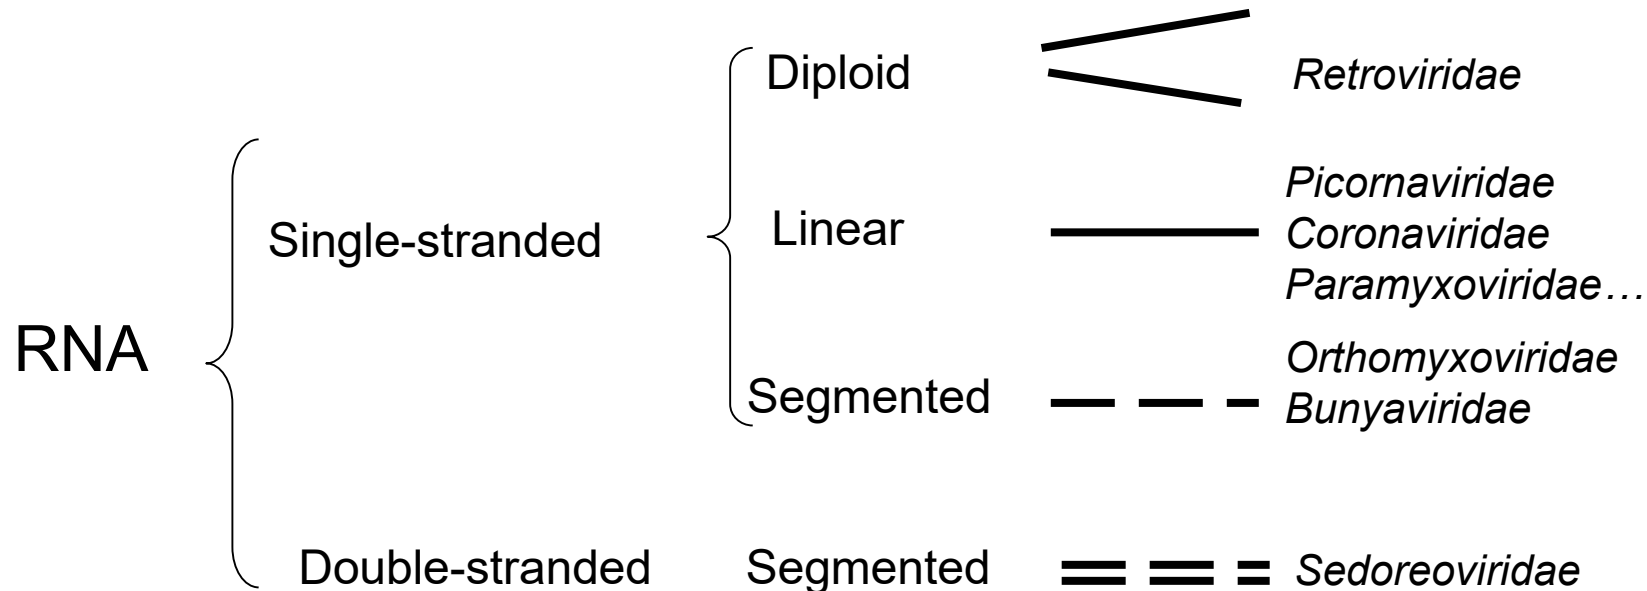 Diploid
Retroviridae
Picornaviridae
Single-stranded
Linear
Coronaviridae
Paramyxoviridae…
RNA
Orthomyxoviridae
Segmented
Bunyaviridae
Double-stranded
Segmented
Sedoreoviridae